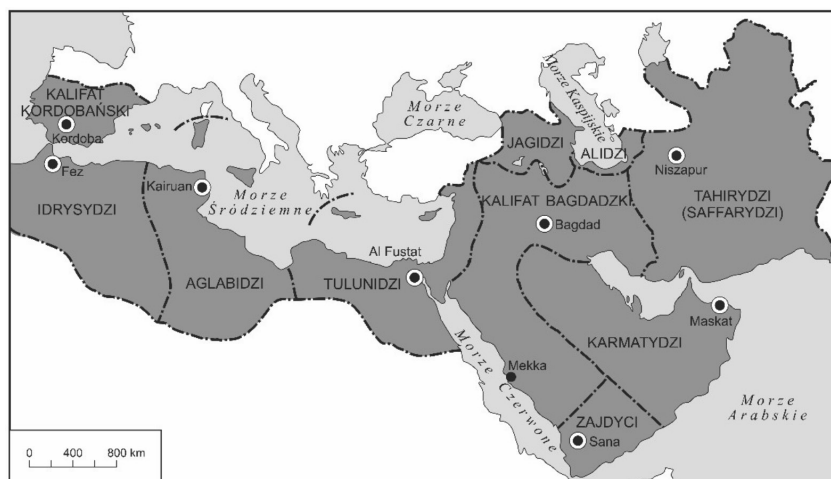 KALIFAT
KORDOBAŃSKI
Kordoba
Fez
IDRYSYDZI
Kairuan
Morze
Śródziemne
AGLABIDZI
Al Fustat
TULUNIDZI
Morze
Czarne
Morze Kaspijskie
JAGIDZI
ALIDZI
KALIFAT BAGDADZKI
Bagdad
Niszapur
TAHIRYDZI
(SAFFARYDZI)
Maskat
KARMATYDZI
Mekka
Morze Czerwone
ZAJDYCI
Sana
Morze
Arabskie
0 400 800 km